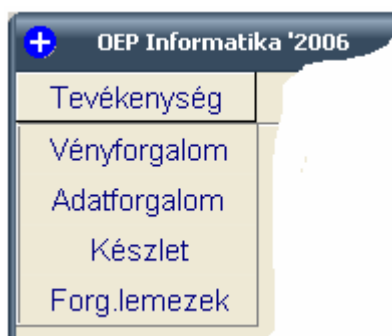 OEP Informatika '2006
Tevékenység
Vényforgalom
Adatforgalom
Készlet
Forg.lemezek